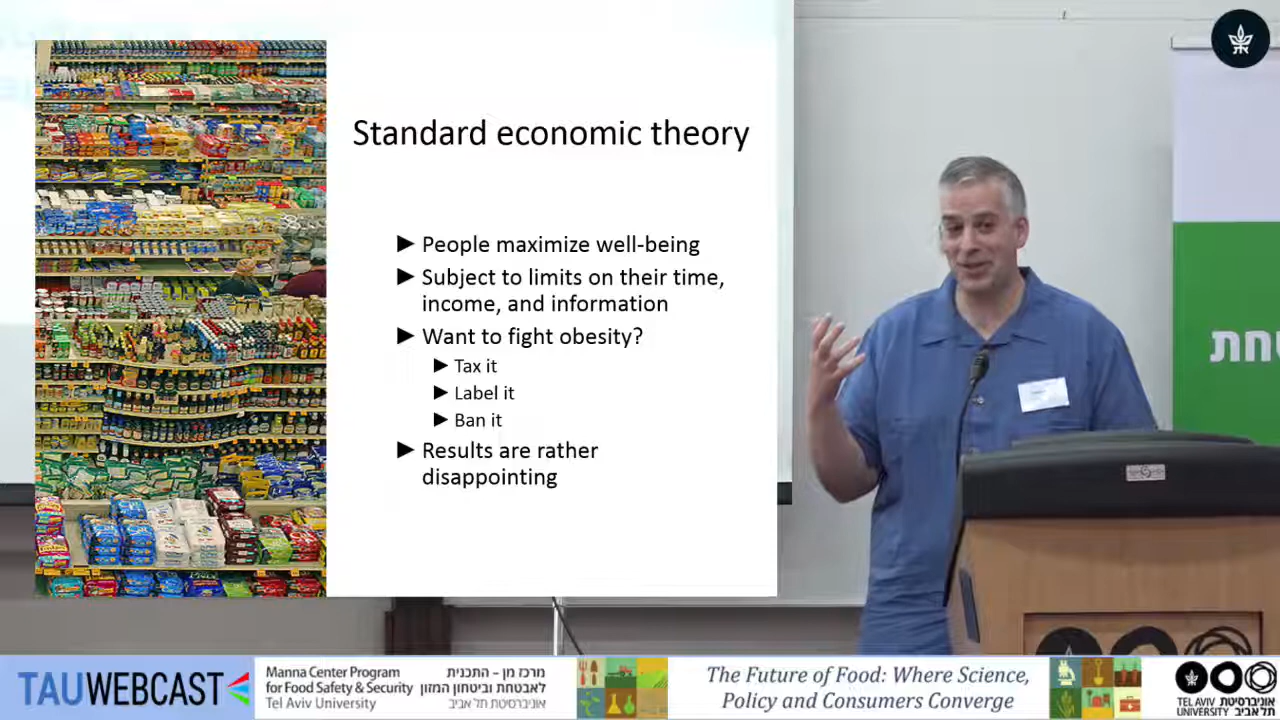 Standard economic theory
► People maximize well-being
► Subject to limits on their time,
income, and information
► Want to fight obesity?
► Tax it
► Label it
► Ban it
► Results are rather
disappointing
טחת
TAUWEBCAST
Manna Center Program
for Food Safety & Security
Tel Aviv University
מרכז מן – התכנית
לאבטחת וביטחון המזון
אוניברסיטת תל אביב
The Future of Food: Where Science,
Policy and Consumers Converge
TEL AVIV
UNIVERSITY
אוניברסיטת
תל אביב